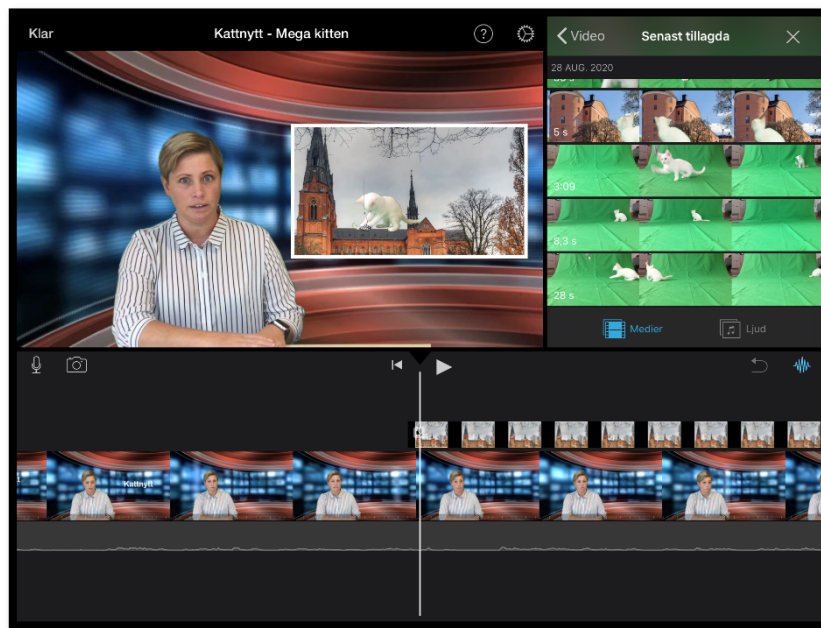 Klar
Kattnytt - Mega kitten
?
Video
Senast tillagda
28 AUG. 2020
5 s
3:09
8,3 s
28 s
Medier
Ljud
Kattnytt